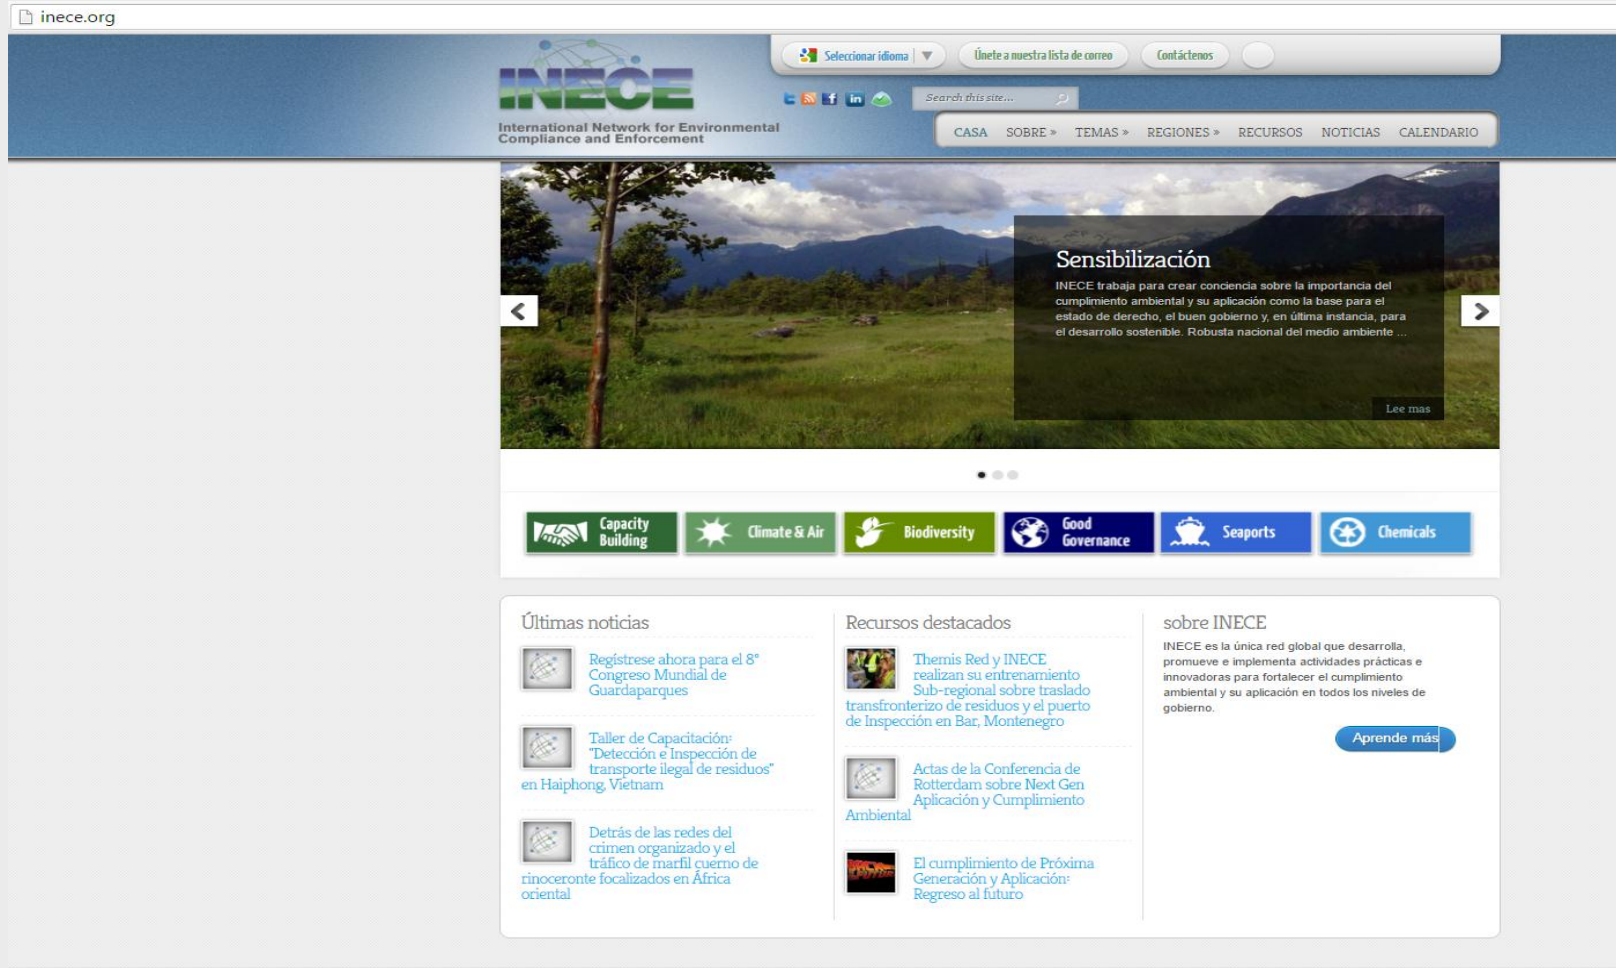 inece.org
INECE
International Network for Environmental
Compliance and Enforcement
Seleccionar idioma
Únete a nuestra lista de correo
Contáctenos
Search this site...
CASA SOBRE » TEMAS » REGIONES » RECURSOS NOTICIAS CALENDARIO
Sensibilización
INECE trabaja para crear conciencia sobre la importancia del
cumplimiento ambiental y su aplicación como la base para el
estado de derecho, el buen gobierno y, en última instancia, para
el desarrollo sostenible. Robusta nacional del medio ambiente ...
Lee mas
Capacity
Building
Climate & Air
Biodiversity
Good
Governance
Seaports
Chemicals
Últimas noticias
Regístrese ahora para el 8°
Congreso Mundial de
Guardaparques
Taller de Capacitación:
"Detección e Inspección de
transporte ilegal de residuos"
en Haiphong, Vietnam
Detrás de las redes del
crimen organizado y el
tráfico de marfil cuerno de
rinoceronte focalizados en África
oriental
Recursos destacados
Themis Red y INECE
realizan su entrenamiento
Sub-regional sobre traslado
transfronterizo de residuos y el puerto
de Inspección en Bar, Montenegro
Actas de la Conferencia de
Rotterdam sobre Next Gen
Aplicación y Cumplimiento
Ambiental
El cumplimiento de Próxima
Generación y Aplicación:
Regreso al futuro
sobre INECE
INECE es la única red global que desarrolla,
promueve e implementa actividades prácticas e
innovadoras para fortalecer el cumplimiento
ambiental y su aplicación en todos los niveles de
gobierno.
Aprende más